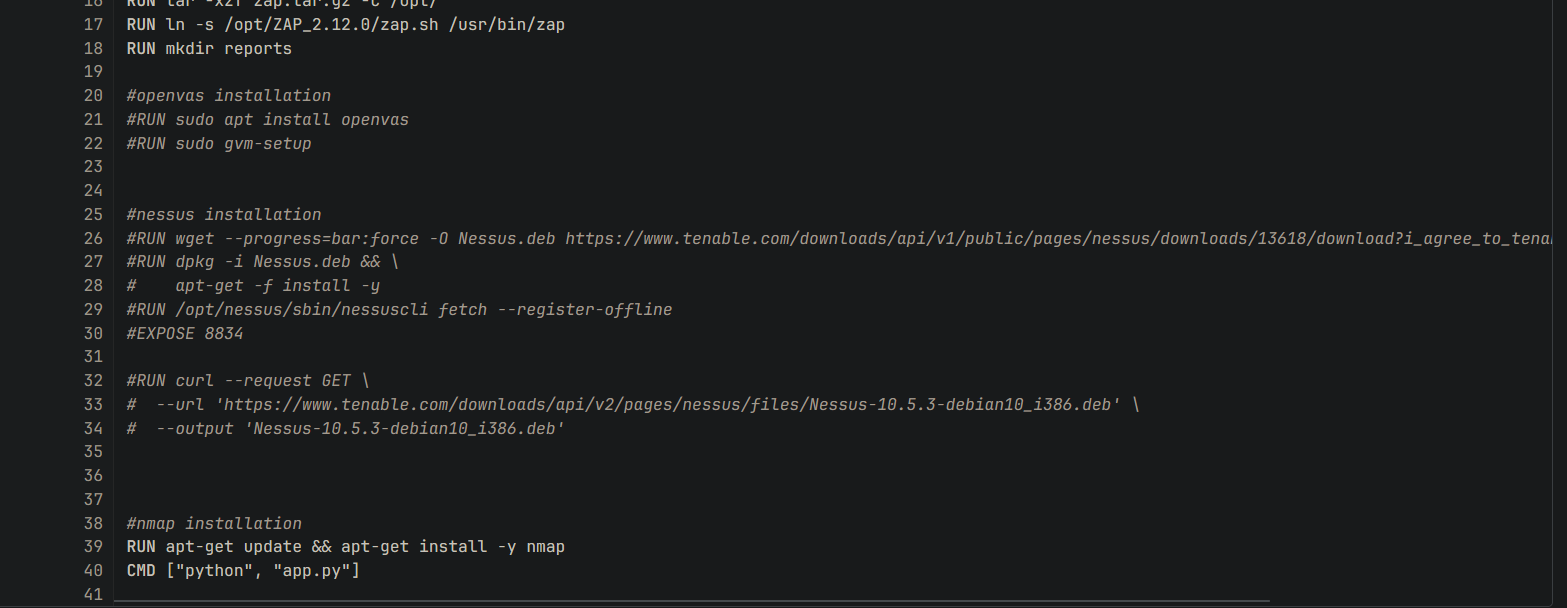 16 RUN tar -xzf zap.tar.gz -C /opt/
17 RUN ln -s /opt/ZAP_2.12.0/zap.sh /usr/bin/zap
18 RUN mkdir reports
19
20 #openvas installation
21 #RUN sudo apt install openvas
22 #RUN sudo gvm-setup
23
24
25 #nessus installation
26 #RUN wget --progress=bar:force -O Nessus.deb https://www.tenable.com/downloads/api/v1/public/pages/nessus/downloads/13618/download?i_agree_to_tena
27 #RUN dpkg -i Nessus.deb && \
28 #    apt-get -f install -y
29 #RUN /opt/nessus/sbin/nessuscli fetch --register-offline
30 #EXPOSE 8834
31
32 #RUN curl --request GET \
33 #  --url 'https://www.tenable.com/downloads/api/v2/pages/nessus/files/Nessus-10.5.3-debian10_i386.deb' \
34 #  --output 'Nessus-10.5.3-debian10_i386.deb'
35
36
37
38 #nmap installation
39 RUN apt-get update && apt-get install -y nmap
40 CMD ["python", "app.py"]
41